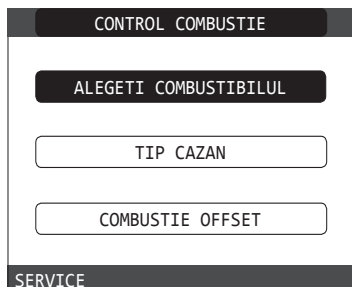 CONTROL COMBUSTIE
ALEGETI COMBUSTIBILUL
TIP CAZAN
COMBUSTIE OFFSET
SERVICE